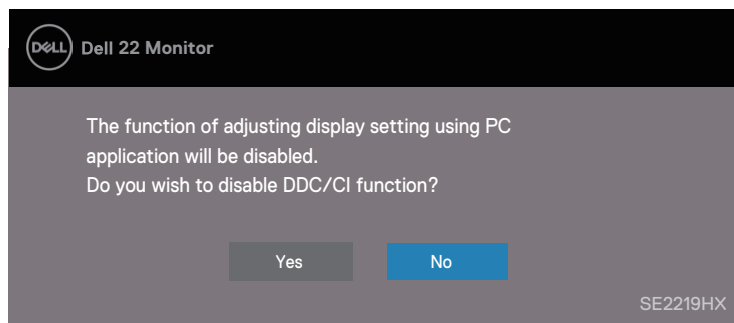 DELL Dell 22 Monitor
The function of adjusting display setting using PC
application will be disabled.
Do you wish to disable DDC/CI function?
Yes No
SE2219HX